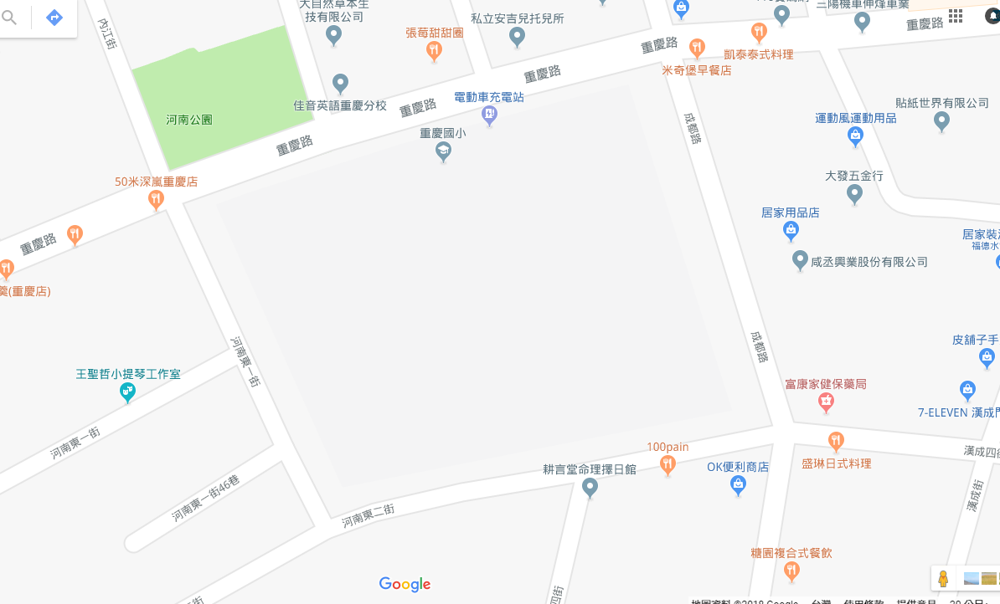 大自然草本生
技有限公司
私立安吉兒托兒所
三陽機車伸烽車業
重慶路
內江街
張莓甜甜圈
重慶路
凱泰泰式料理
米奇堡早餐店
重慶路
電動車充電站
佳音英語重慶分校
重慶路
貼紙世界有限公司
運動風運動用品
河南公園
成都路
重慶國小
重慶路
50米深嵐重慶店
大發五金行
居家用品店
居家裝
福德水
重慶路
咸丞興業股份有限公司
(重慶店)
成都路
皮舖子手
河南東一街
王聖哲小提琴工作室
富康家健保藥局
7-ELEVEN 漢成門
河南東一街
100pain
漢成四街
盛琳日式料理
耕言堂命理擇日館
OK便利商店
河南東一街46巷
漢成街
河南東二街
糖園複合式餐飲
Google
四街
街
地圖資料 ©2018 Google 台灣 使用條款 提供意見 20 公尺